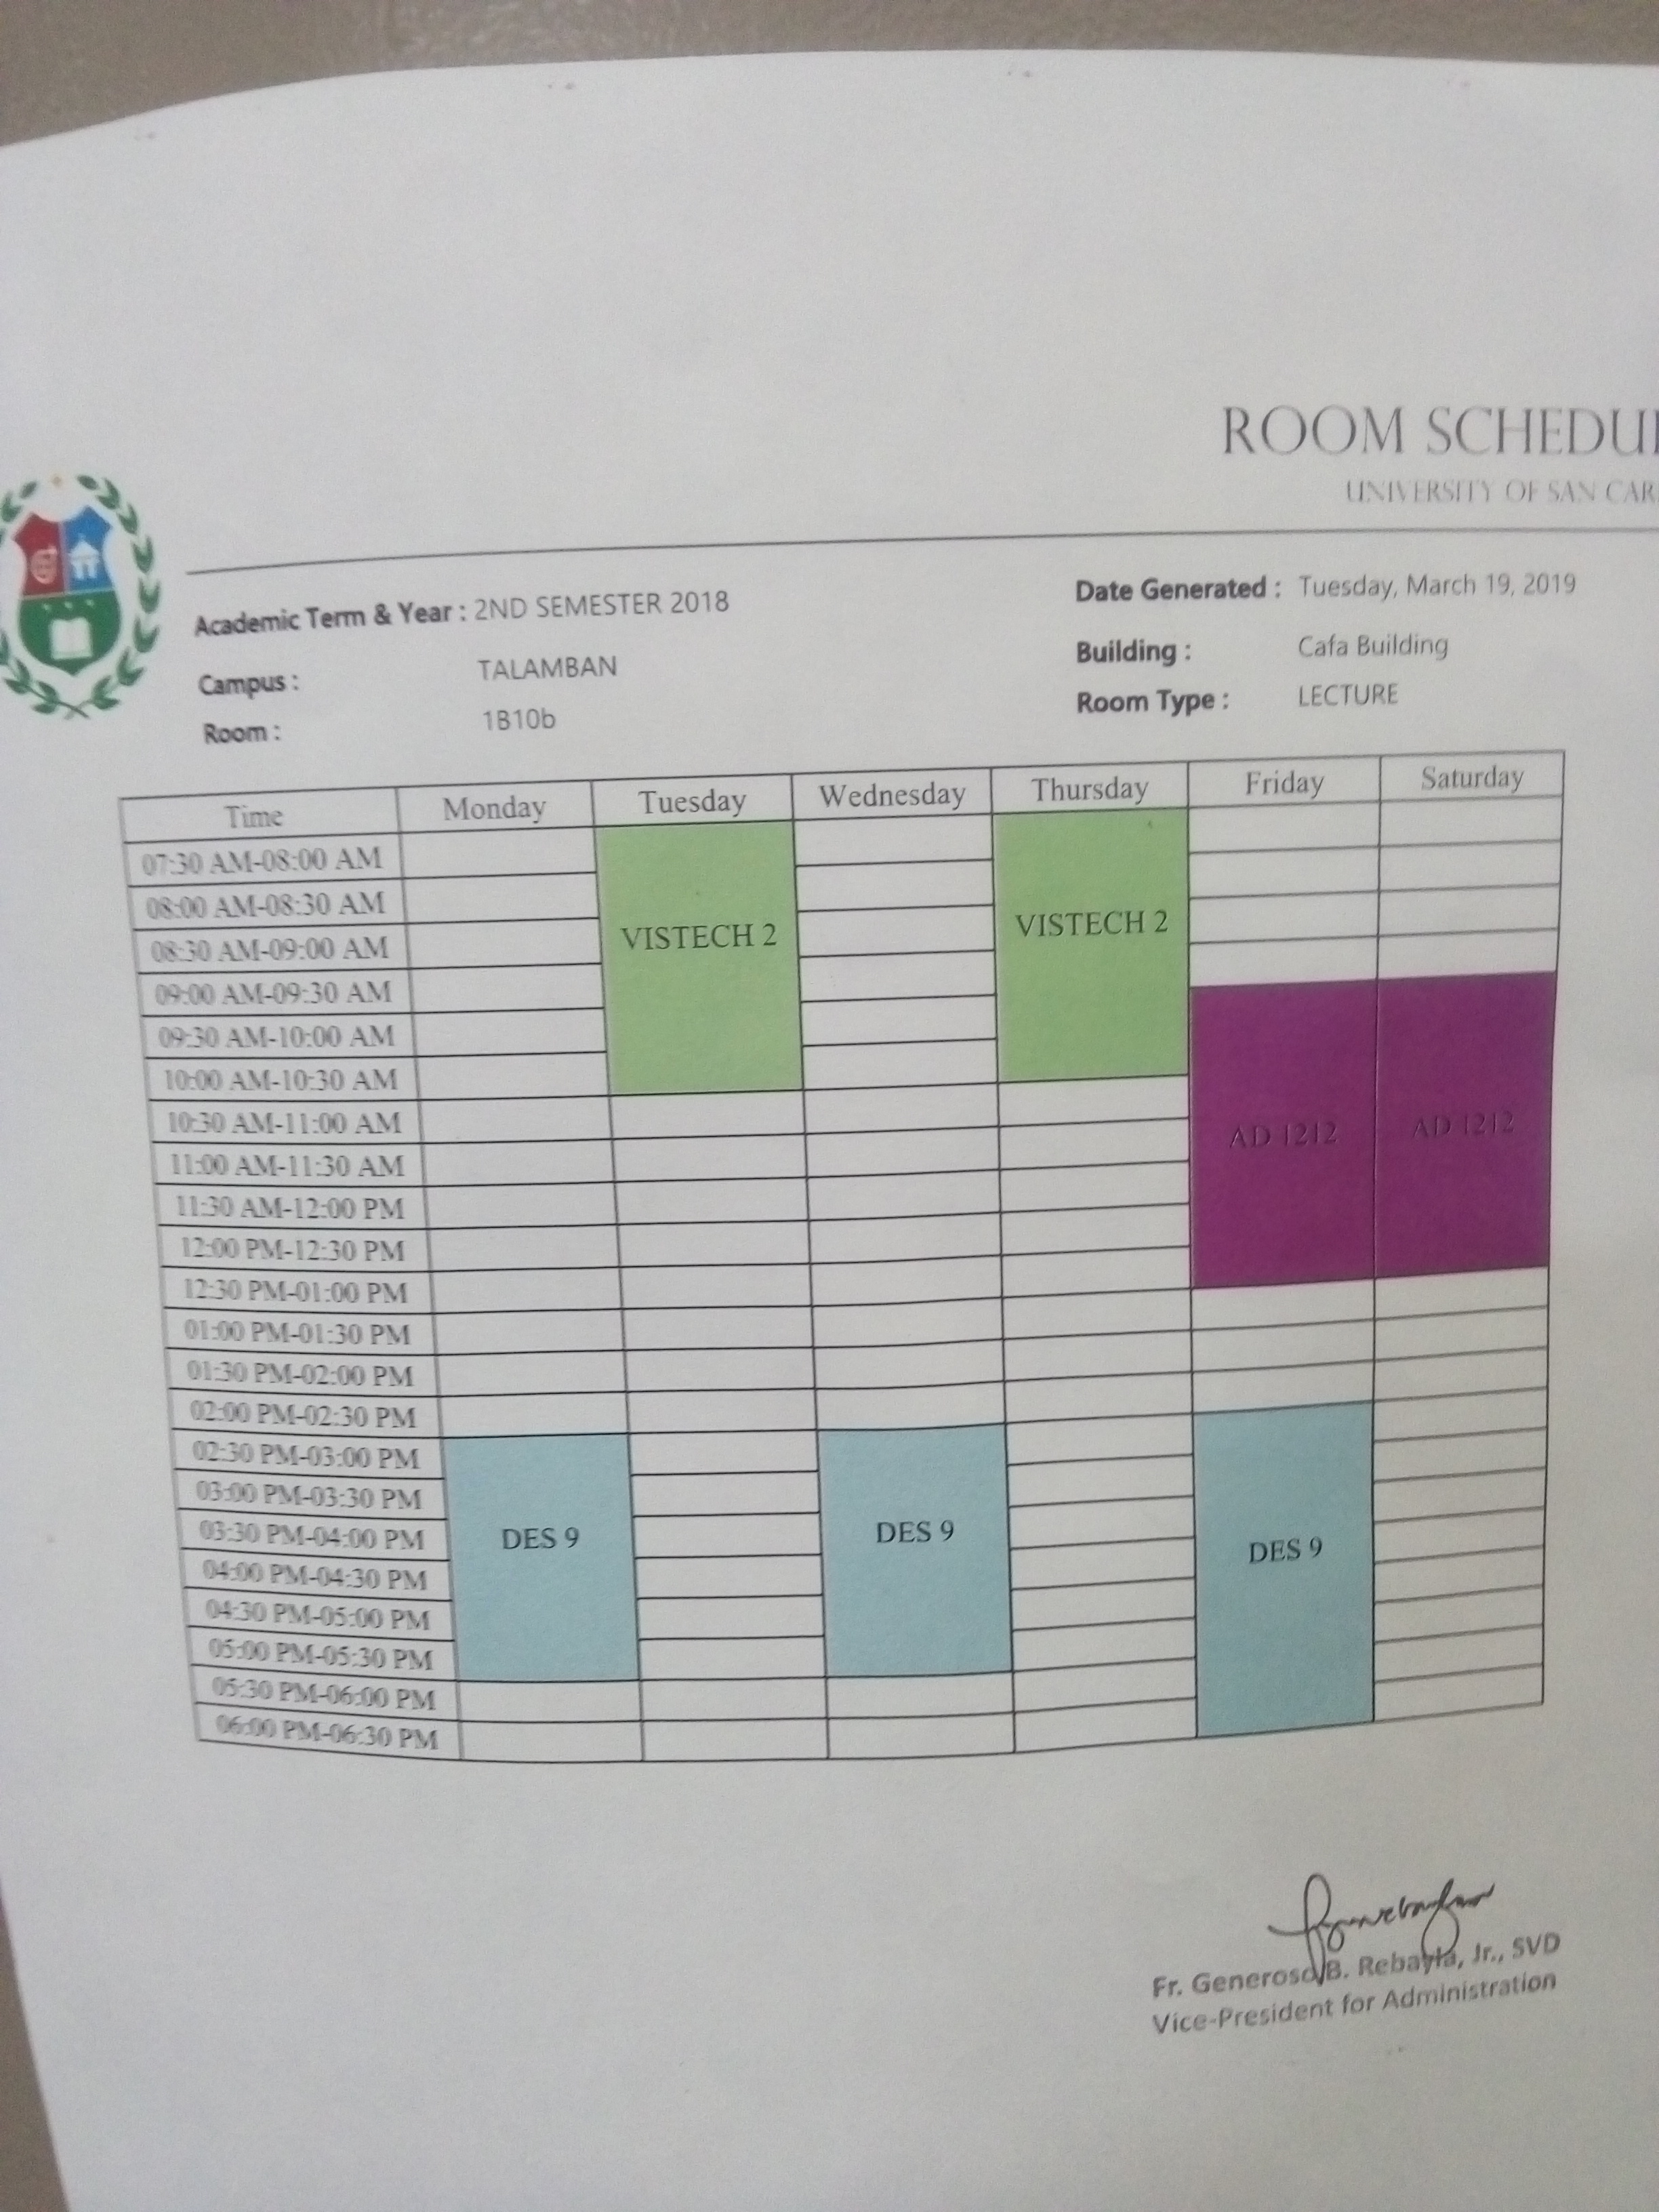 ROOM SCHEDU
UNIVERSITY OF SAN CAR
Academic Term & Year : 2ND SEMESTER 2018
Date Generated : Tuesday, March 19, 2019
Campus : TALAMBAN
Building : Cafa Building
Room : 1B10b
Room Type : LECTURE
Time Monday Tuesday Wednesday Thursday Friday Saturday
07:30 AM-08:00 AM
08:00 AM-08:30 AM
08:30 AM-09:00 AM VISTECH 2 VISTECH 2
09:00 AM-09:30 AM
09:30 AM-10:00 AM
10:00 AM-10:30 AM
10:30 AM-11:00 AM AD 1212 AD 1212
11:00 AM-11:30 AM
11:30 AM-12:00 PM
12:00 PM-12:30 PM
12:30 PM-01:00 PM
01:00 PM-01:30 PM
01:30 PM-02:00 PM
02:00 PM-02:30 PM
02:30 PM-03:00 PM
03:00 PM-03:30 PM
03:30 PM-04:00 PM DES 9 DES 9 DES 9
04:00 PM-04:30 PM
04:30 PM-05:00 PM
05:00 PM-05:30 PM
05:30 PM-06:00 PM
06:00 PM-06:30 PM
Fr. Generoso B. Rebayla, Jr., SVD
Vice-President for Administration